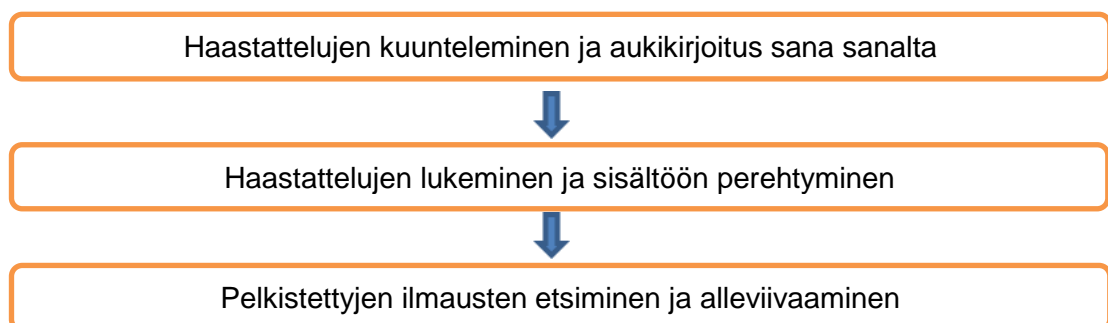 Haastattelujen kuunteleminen ja aukikirjoitus sana sanalta
Haastattelujen lukeminen ja sisältöön perehtyminen
Pelkistettyjen ilmausten etsiminen ja alleviivaaminen